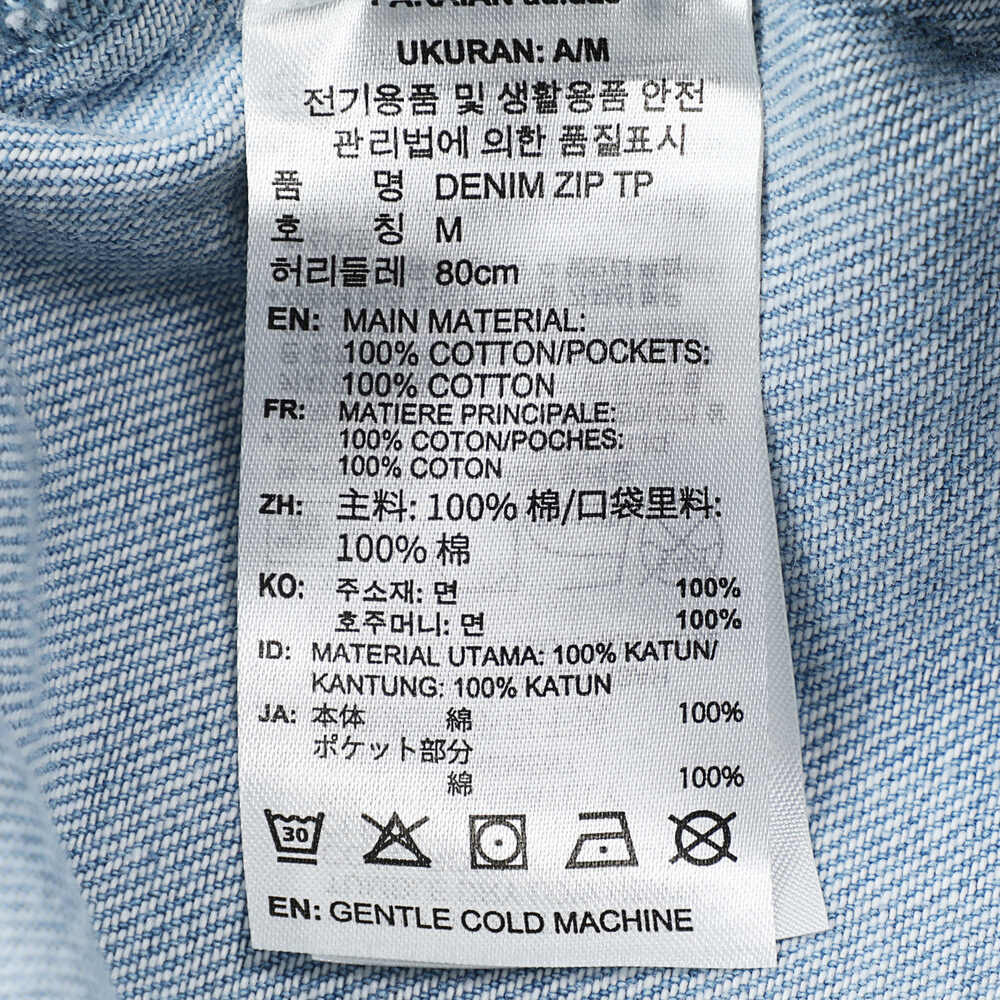 PAKAIAN adidas
UKURAN: A/M
전기용품 및 생활용품 안전
관리법에 의한 품질표시
품 명 DENIM ZIP TP
호 칭 M
허리둘레 80cm
EN: MAIN MATERIAL:
100% COTTON/POCKETS:
100% COTTON
FR: MATIERE PRINCIPALE:
100% COTON/POCHES:
100% COTON
ZH: 主料: 100% 棉/口袋里料:
100% 棉
KO: 주소재: 면 100%
호주머니: 면 100%
ID: MATERIAL UTAMA: 100% KATUN/
KANTUNG: 100% KATUN
JA: 本体 綿 100%
ポケット部分
綿 100%
30
EN: GENTLE COLD MACHINE